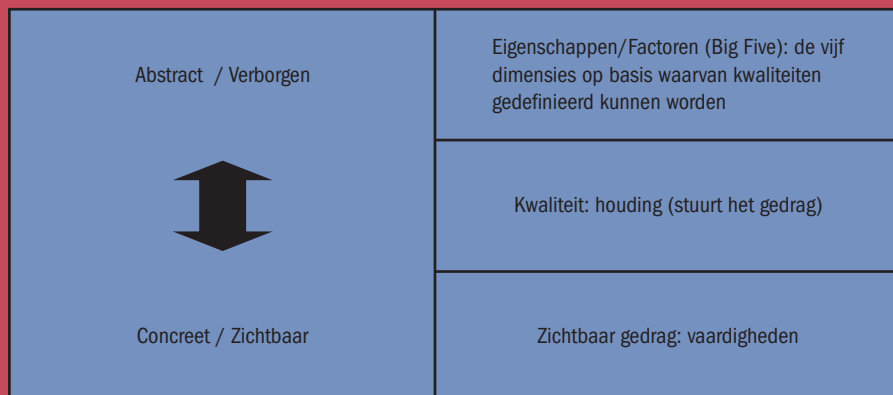 Abstract / Verborgen
Eigenschappen/Factoren (Big Five): de vijf
dimensies op basis waarvan kwaliteiten
gedefinieerd kunnen worden
Kwaliteit: houding (stuurt het gedrag)
Concreet / Zichtbaar
Zichtbaar gedrag: vaardigheden